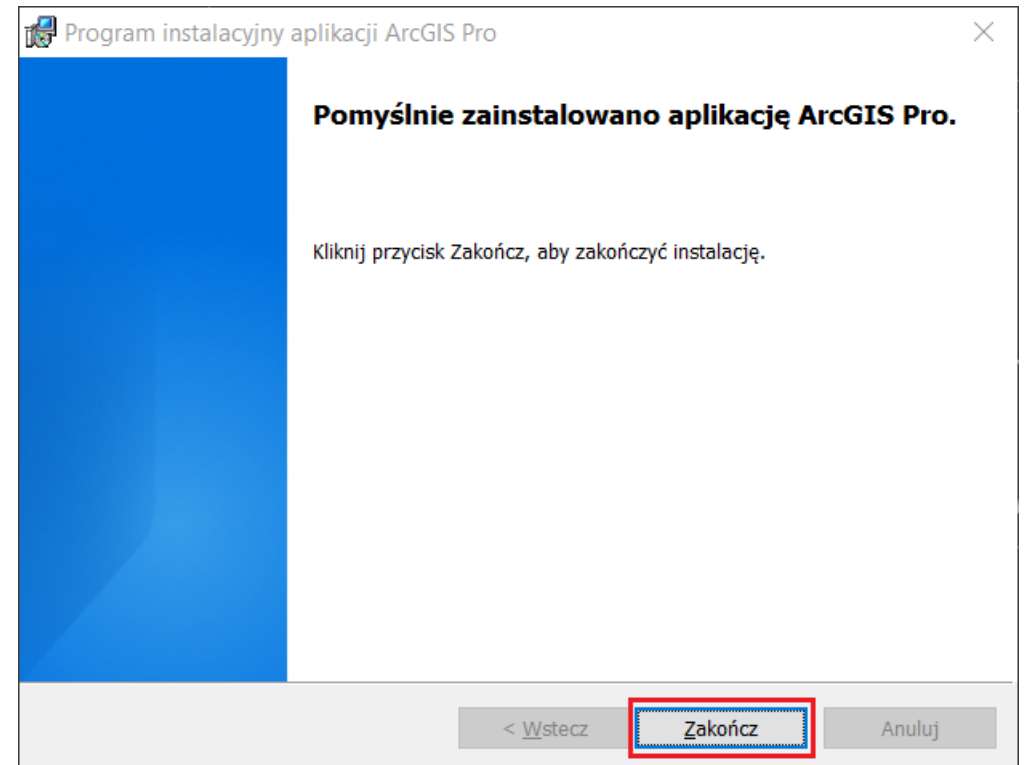 Program instalacyjny aplikacji ArcGIS Pro
Pomyślnie zainstalowano aplikację ArcGIS Pro.
Kliknij przycisk Zakończ, aby zakończyć instalację.
< Wstecz
Zakończ
Anuluj